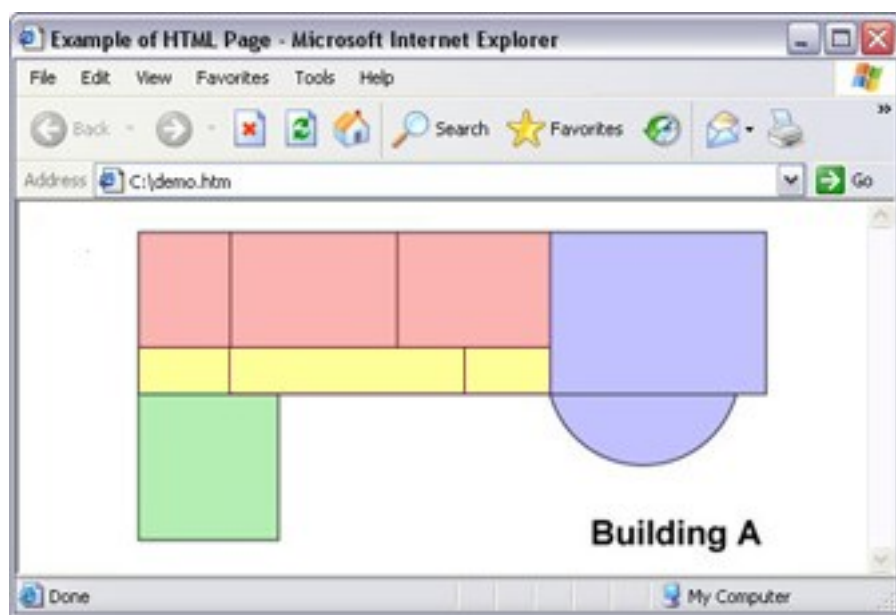 Example of HTML Page - Microsoft Internet Explorer
File Edit View Favorites Tools Help
Back Search Favorites »
Address C:\demo.htm Go
Building A
Done My Computer